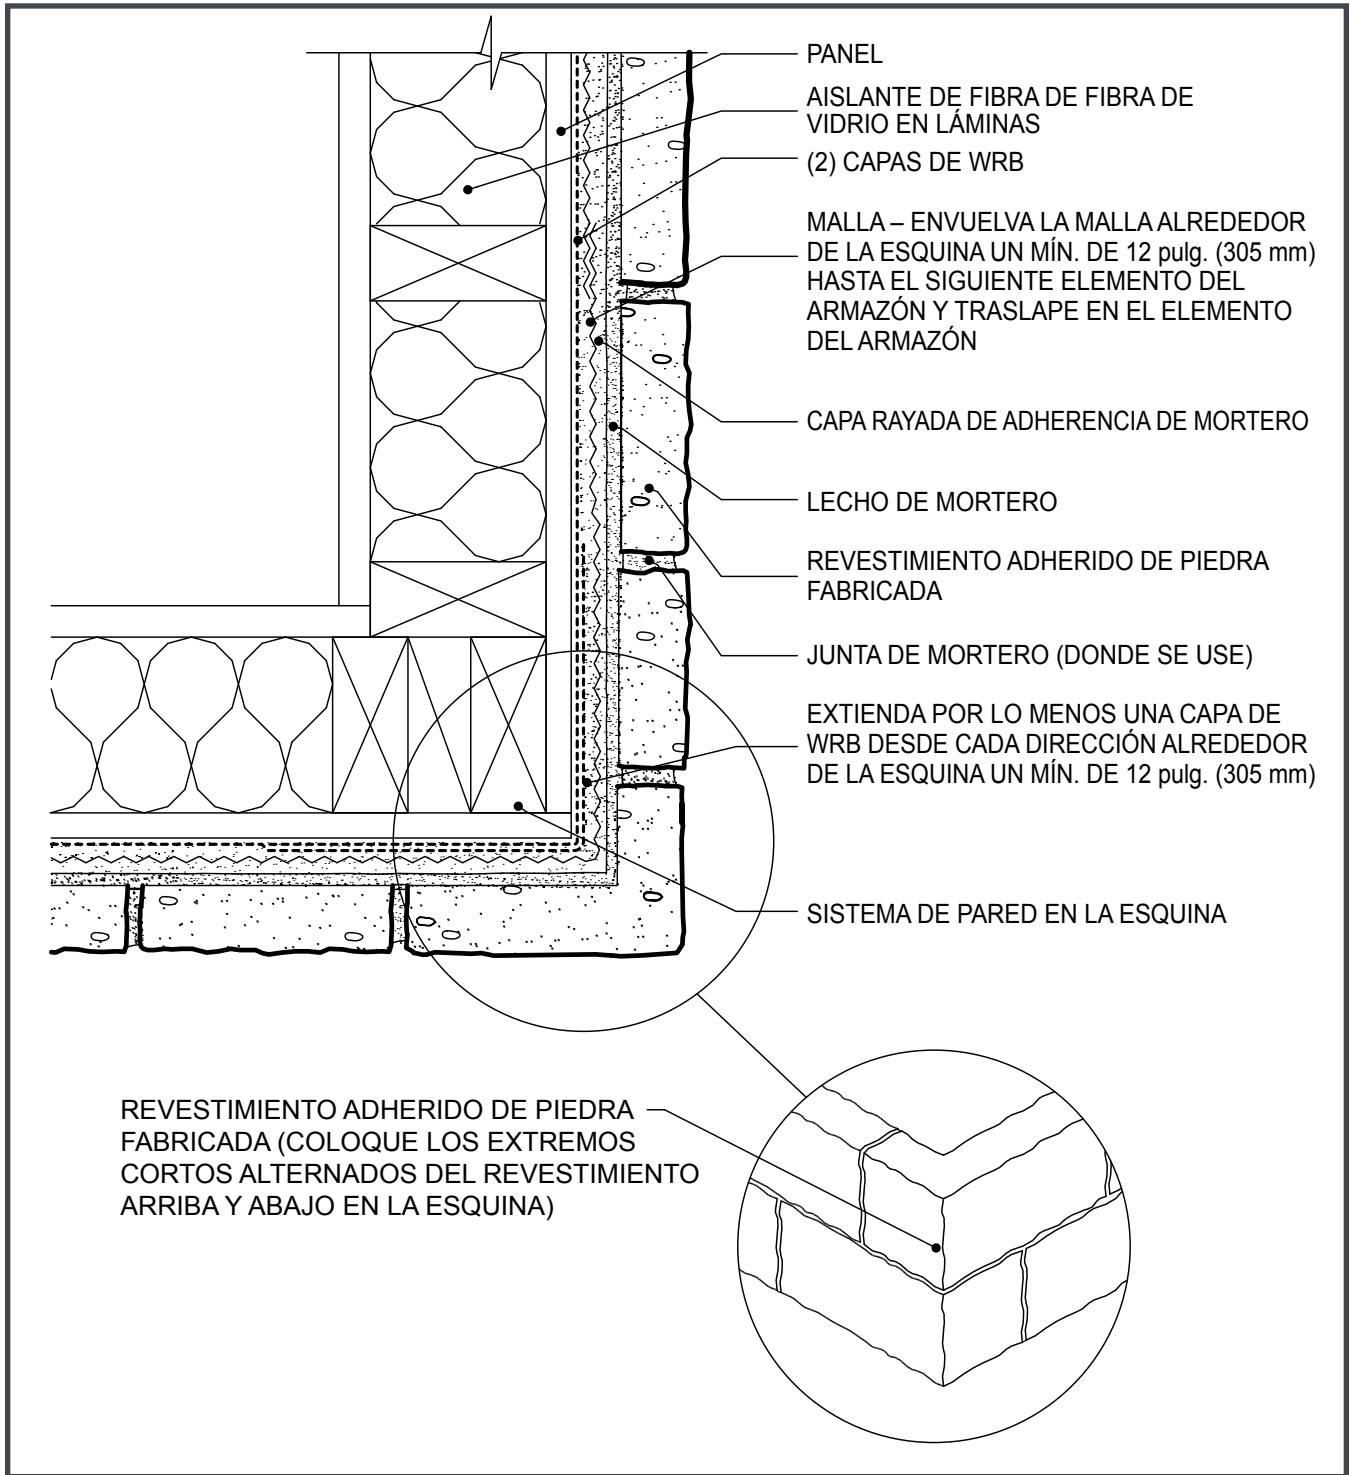 PANEL
AISLANTE DE FIBRA DE FIBRA DE
VIDRIO EN LÁMINAS
(2) CAPAS DE WRB
MALLA – ENVUELVA LA MALLA ALREDEDOR
DE LA ESQUINA UN MÍN. DE 12 pulg. (305 mm)
HASTA EL SIGUIENTE ELEMENTO DEL
ARMAZÓN Y TRASLAPE EN EL ELEMENTO
DEL ARMAZÓN
CAPA RAYADA DE ADHERENCIA DE MORTERO
LECHO DE MORTERO
REVESTIMIENTO ADHERIDO DE PIEDRA
FABRICADA
JUNTA DE MORTERO (DONDE SE USE)
EXTIENDA POR LO MENOS UNA CAPA DE
WRB DESDE CADA DIRECCIÓN ALREDEDOR
DE LA ESQUINA UN MÍN. DE 12 pulg. (305 mm)
SISTEMA DE PARED EN LA ESQUINA
REVESTIMIENTO ADHERIDO DE PIEDRA
FABRICADA (COLOQUE LOS EXTREMOS
CORTOS ALTERNADOS DEL REVESTIMIENTO
ARRIBA Y ABAJO EN LA ESQUINA)